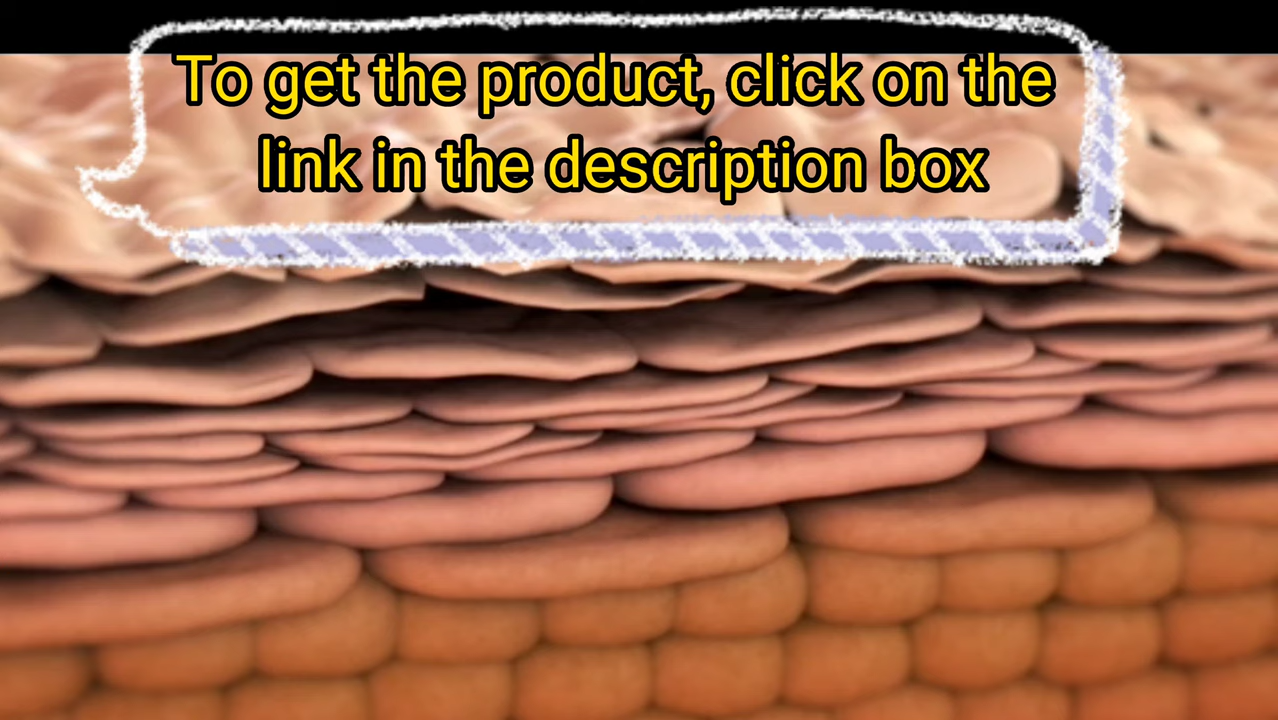 To get the product, click on the
link in the description box